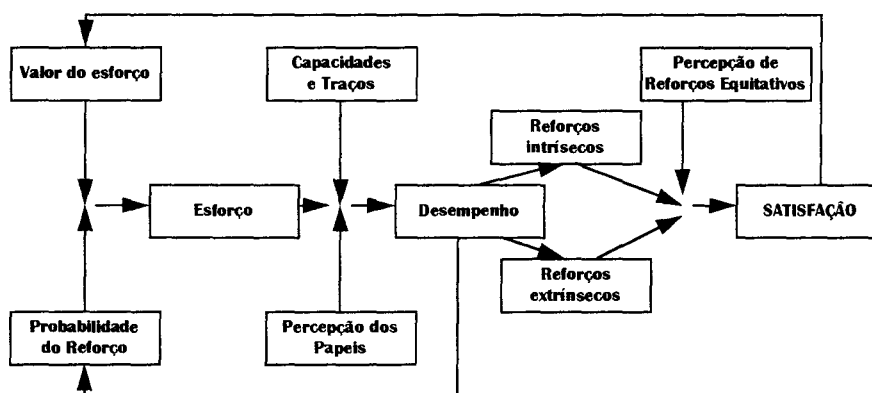 Valor do esforço
Capacidades
e Traços
Percepção de
Reforços Equitativos
Reforços
intrísecos
Esforço
Desempenho
SATISFAÇÃO
Reforços
extrínsecos
Probabilidade
do Reforço
Percepção dos
Papeis